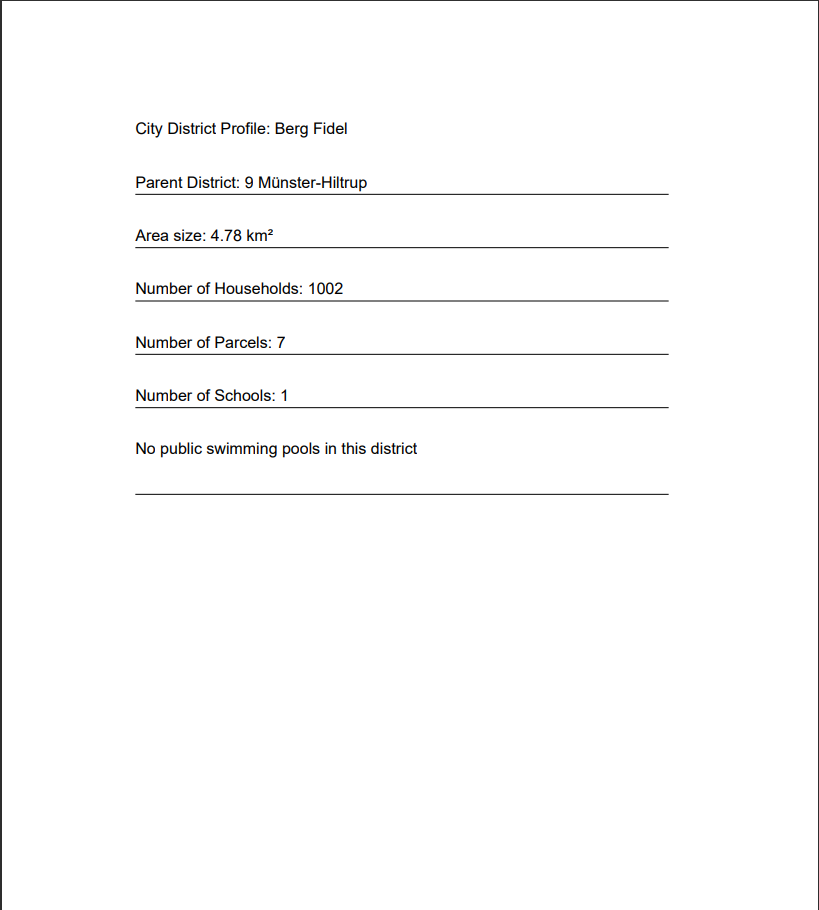 City District Profile: Berg Fidel
Parent District: 9 Münster-Hiltrup
Area size: 4.78 km²
Number of Households: 1002
Number of Parcels: 7
Number of Schools: 1
No public swimming pools in this district